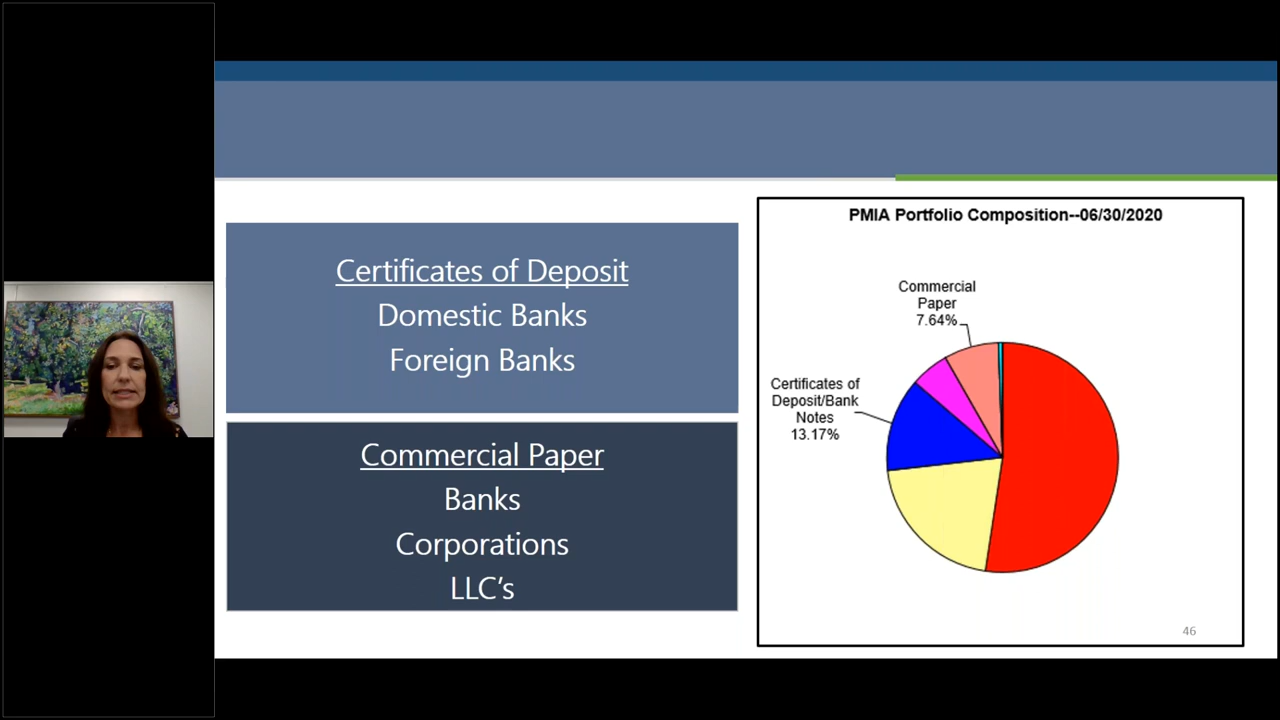 Certificates of Deposit
Domestic Banks
Foreign Banks
Commercial Paper
Banks
Corporations
LLC’s
PMIA Portfolio Composition--06/30/2020
Commercial
Paper
7.64%
Certificates of
Deposit/Bank
Notes
13.17%
46